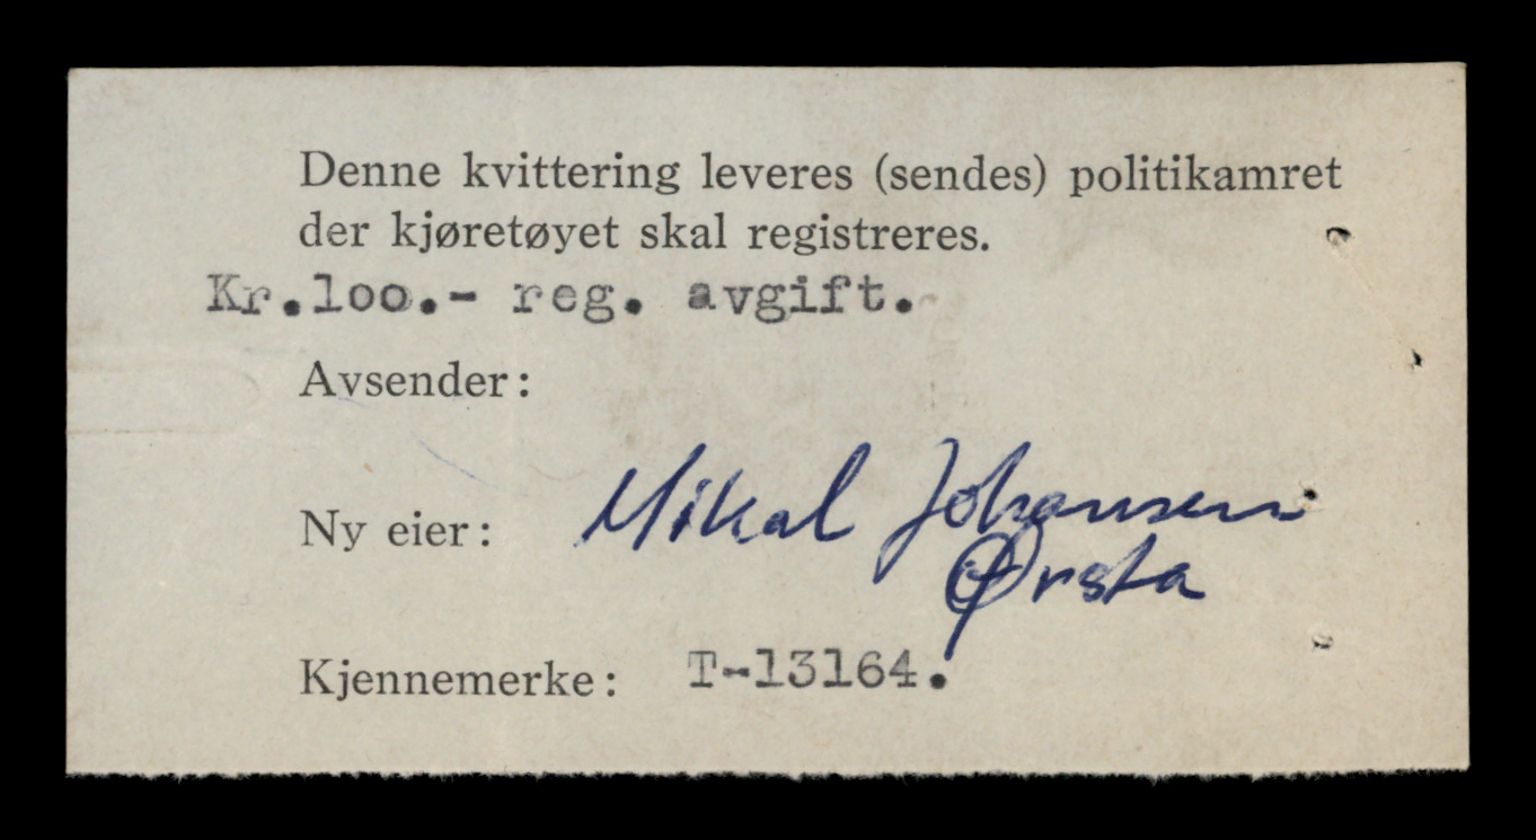 Denne kvittering leveres (sendes) politikamret
der kjøretøyet skal registreres.
Kr.loo.- reg. avgift.
Avsender:
Ny eier: Mikal Johansen
Ørsta
Kjennemerke: T-13164.